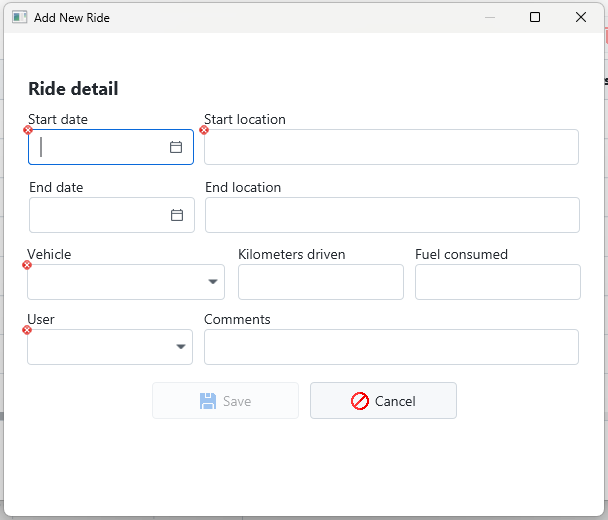 Add New Ride
Ride detail
Start date Start location
End date End location
Vehicle Kilometers driven Fuel consumed
User Comments
Save Cancel